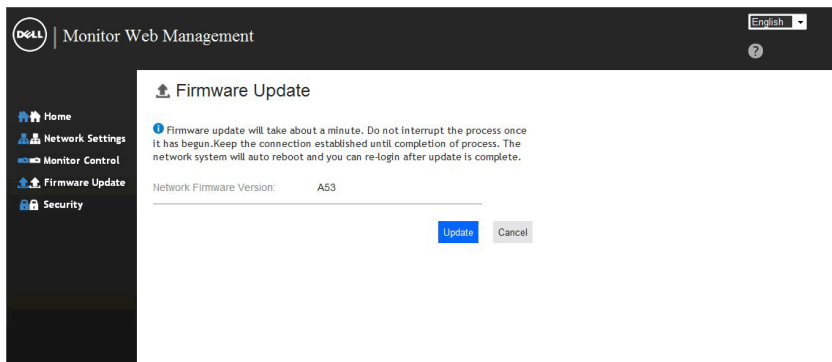 DELL | Monitor Web Management
English
?
Firmware Update
Home
Network Settings
Monitor Control
Firmware Update
Security
Firmware update will take about a minute. Do not interrupt the process once
it has begun.Keep the connection established until completion of process. The
network system will auto reboot and you can re-login after update is complete.
Network Firmware Version: A53
Update Cancel